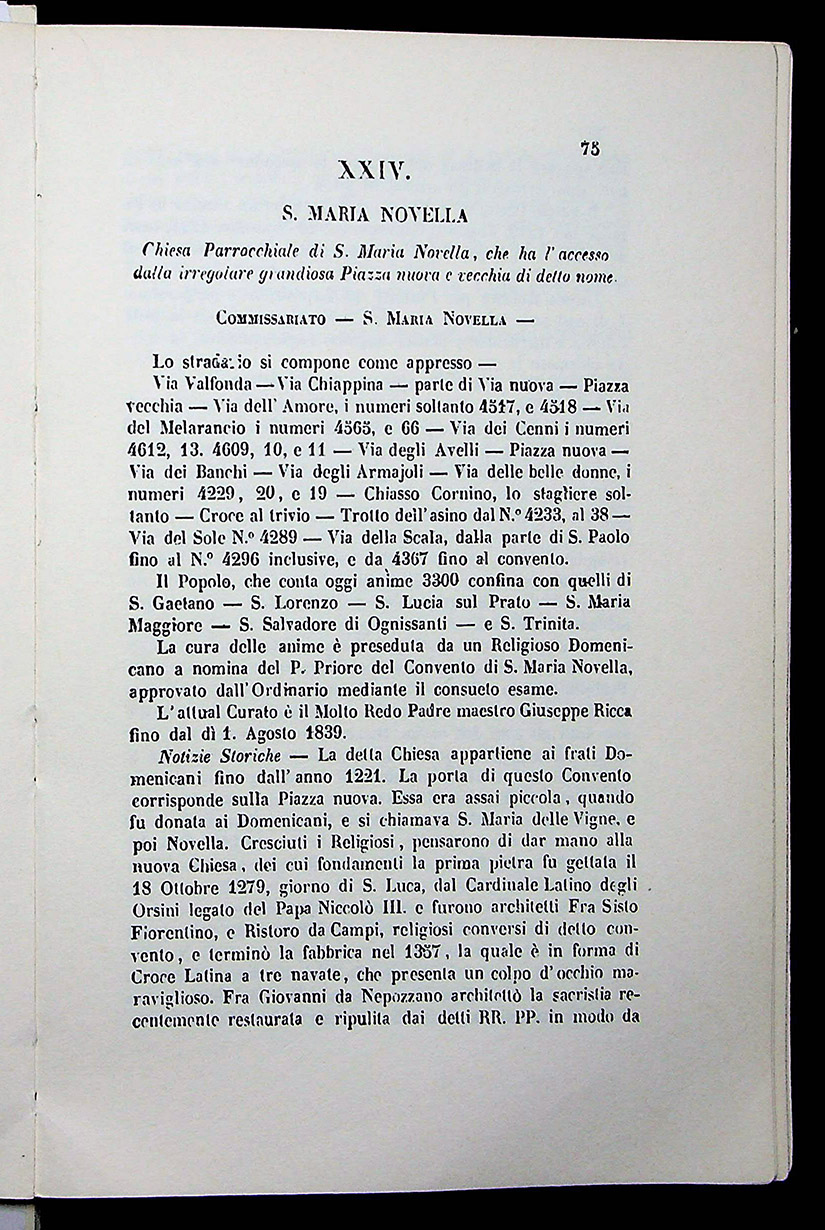 75
XXIV.
S. MARIA NOVELLA
Chiesa Parrocchiale di S. Maria Novella, che ha l'accesso
dalla irregolare grandiosa Piazza nuova e vecchia di detto nome.
COMMISSARIATO — S. MARIA NOVELLA —
Lo stradario si compone come appresso —
Via Valfonda — Via Chiappina — parte di Via nuova — Piazza
vecchia — Via dell' Amore, i numeri soltanto 4517, e 4518 — Via
del Melarancio i numeri 4565, e 66 — Via dei Cenni i numeri
4612, 13. 4609, 10, e 11 — Via degli Avelli — Piazza nuova —
Via dei Banchi — Via degli Armajoli — Via delle belle donne, i
numeri 4229, 20, e 19 — Chiasso Cornino, lo stagliere sol-
tanto — Croce al trivio — Trotto dell'asino dal N.º 4233, al 38 —
Via del Sole N.º 4289 — Via della Scala, dalla parte di S. Paolo
fino al N.º 4296 inclusive, e da 4367 fino al convento.
Il Popolo, che conta oggi anime 3300 confina con quelli di
S. Gaetano — S. Lorenzo — S. Lucia sul Prato — S. Maria
Maggiore — S. Salvadore di Ognissanti — e S. Trinita.
La cura delle anime è preseduta da un Religioso Domeni-
cano a nomina del P. Priore del Convento di S. Maria Novella,
approvato dall'Ordinario mediante il consueto esame.
L'attual Curato è il Molto Redo Padre maestro Giuseppe Ricca
fino dal dì 1. Agosto 1839.
Notizie Storiche — La detta Chiesa appartiene ai frati Do-
menicani fino dall' anno 1221. La porta di questo Convento
corrisponde sulla Piazza nuova. Essa era assai piccola, quando
fu donata ai Domenicani, e si chiamava S. Maria delle Vigne, e
poi Novella. Cresciuti i Religiosi, pensarono di dar mano alla
nuova Chiesa, dei cui fondamenti la prima pietra fu gettata il
18 Ottobre 1279, giorno di S. Luca, dal Cardinale Latino degli
Orsini legato del Papa Niccolò III. e furono architetti Fra Sisto
Fiorentino, e Ristoro da Campi, religiosi conversi di detto con-
vento, e terminò la fabbrica nel 1357, la quale è in forma di
Croce Latina a tre navate, che presenta un colpo d'occhio ma-
raviglioso. Fra Giovanni da Nepozzano architettò la sacristia re-
centemente restaurata e ripulita dai detti RR. PP. in modo da